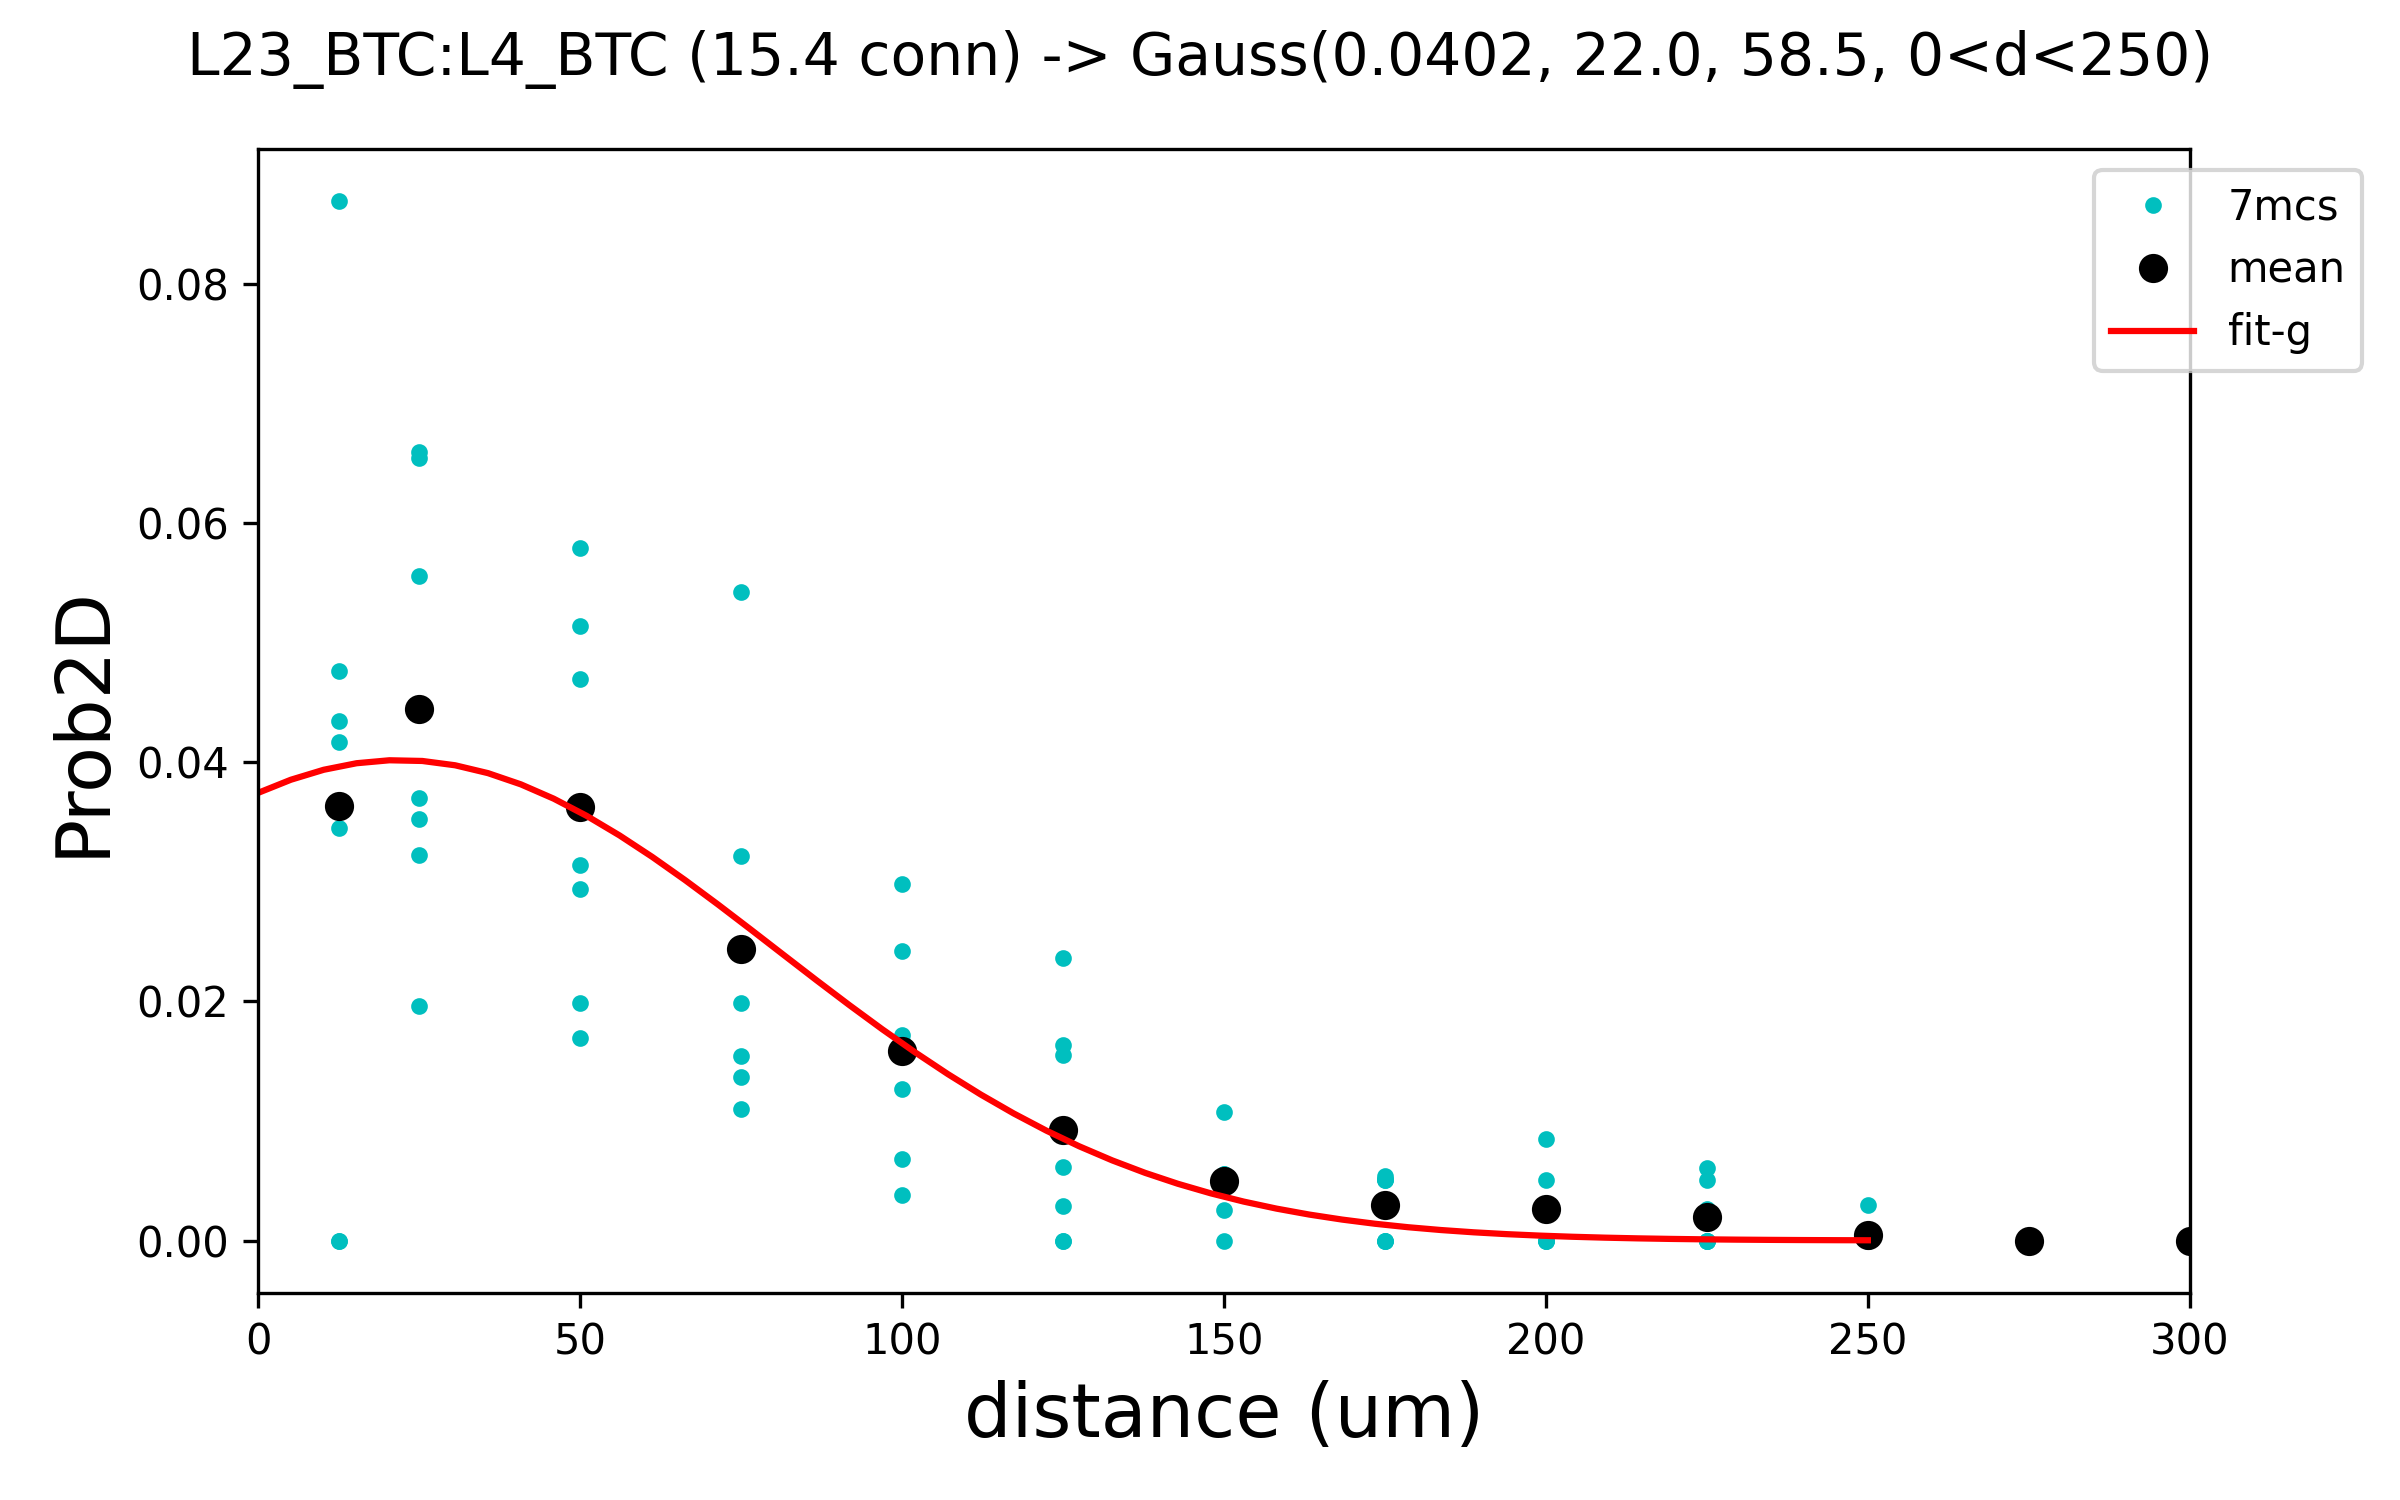 L23_BTC:L4_BTC (15.4 conn) -> Gauss(0.0402, 22.0, 58.5, 0<d<250)
7mcs
mean
fit-g
Prob2D
0.08
0.06
0.04
0.02
0.00
0 50 100 150 200 250 300
distance (um)